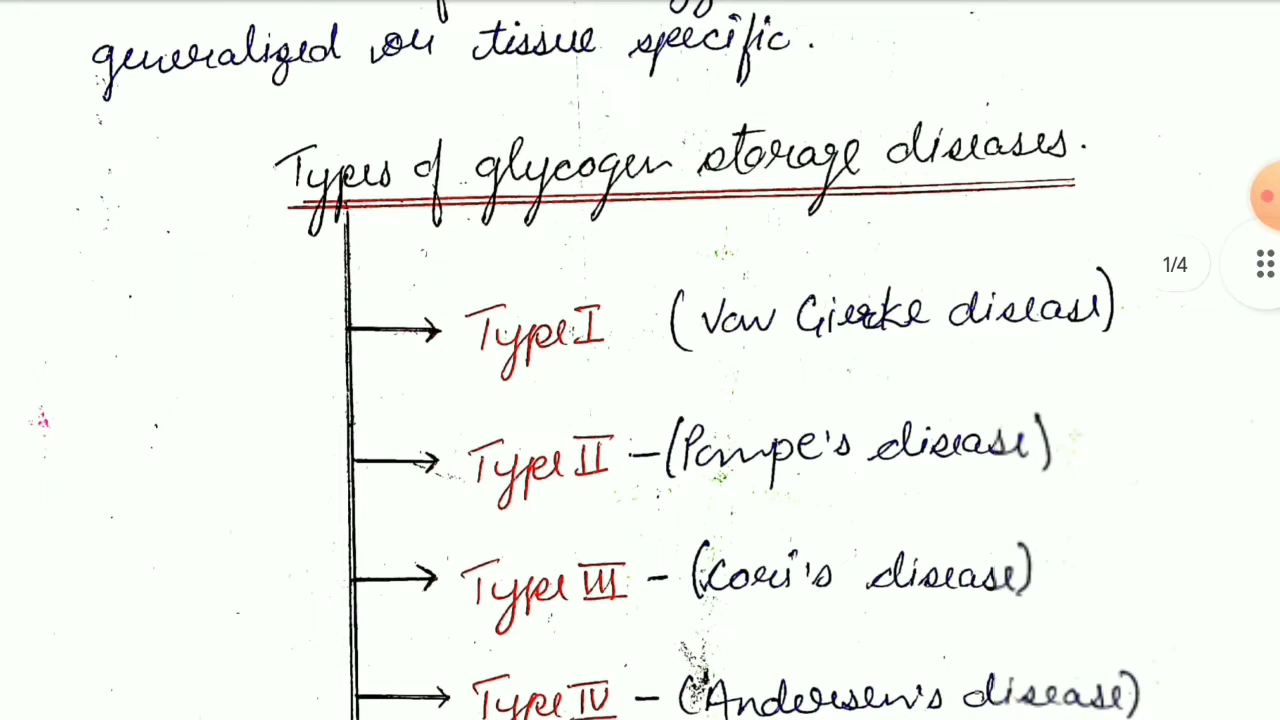 generalized or tissue specific.
Types of glycogen storage diseases.
Type I (Von Gierke disease)
1/4
Type II - (Pompe's disease)
Type III - (Cori's disease)
Type IV - (Andersen's disease)